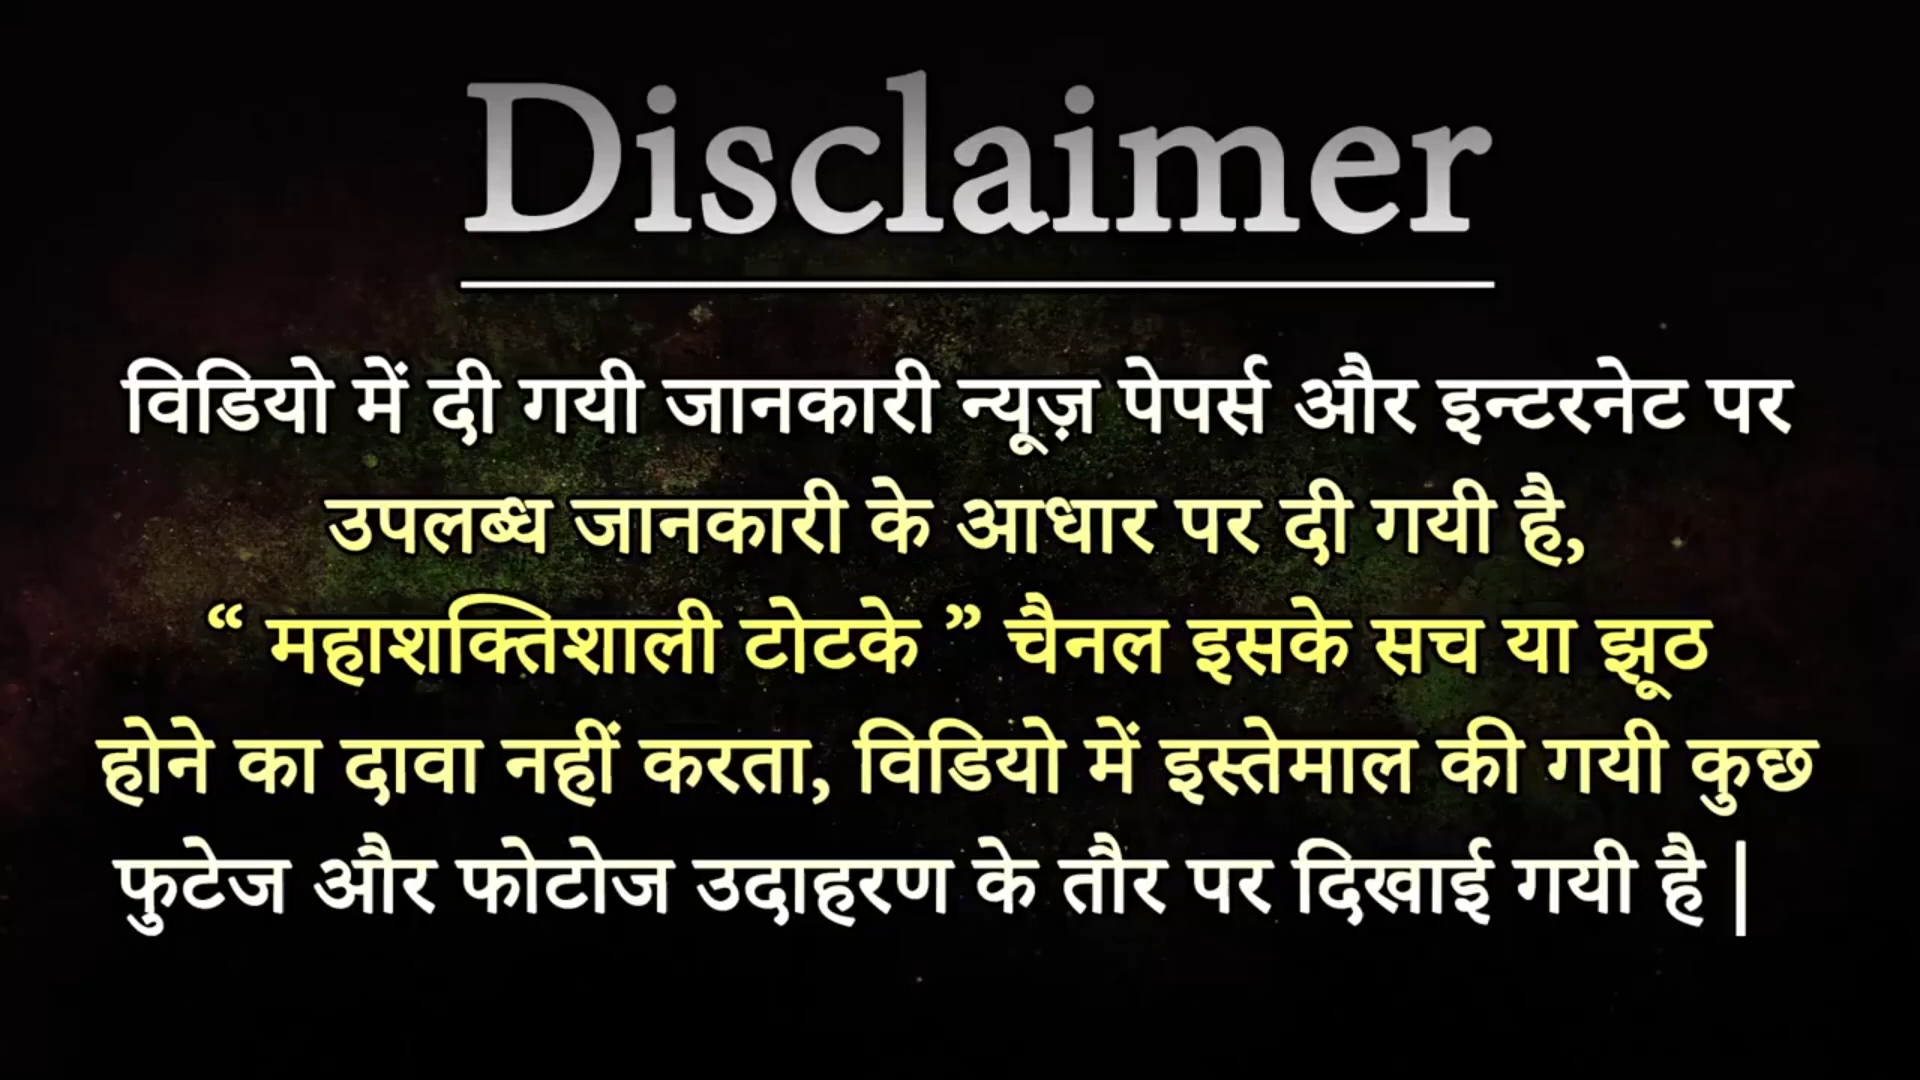 Disclaimer
विडियो में दी गयी जानकारी न्यूज़ पेपर्स और इन्टरनेट पर
उपलब्ध जानकारी के आधार पर दी गयी है,
“ महाशक्तिशाली टोटके ” चैनल इसके सच या झूठ
होने का दावा नहीं करता, विडियो में इस्तेमाल की गयी कुछ
फुटेज और फोटोज उदाहरण के तौर पर दिखाई गयी है |